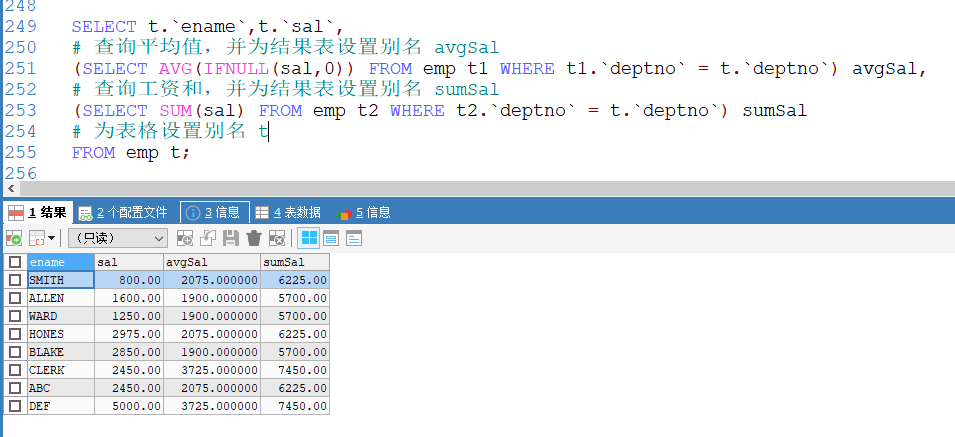 248
249 SELECT t.`ename`,t.`sal`,
250 # 查询平均值，并为结果表设置别名 avgSal
251 (SELECT AVG(IFNULL(sal,0)) FROM emp t1 WHERE t1.`deptno` = t.`deptno`) avgSal,
252 # 查询工资和，并为结果表设置别名 sumSal
253 (SELECT SUM(sal) FROM emp t2 WHERE t2.`deptno` = t.`deptno`) sumSal
254 # 为表格设置别名 t
255 FROM emp t;
256
1 结果 2 个配置文件 3 信息 4 表数据 5 信息
（只读）
ename sal avgSal sumSal
SMITH 800.00 2075.000000 6225.00
ALLEN 1600.00 1900.000000 5700.00
WARD 1250.00 1900.000000 5700.00
HONES 2975.00 2075.000000 6225.00
BLAKE 2850.00 1900.000000 5700.00
CLERK 2450.00 3725.000000 7450.00
ABC 2450.00 2075.000000 6225.00
DEF 5000.00 3725.000000 7450.00